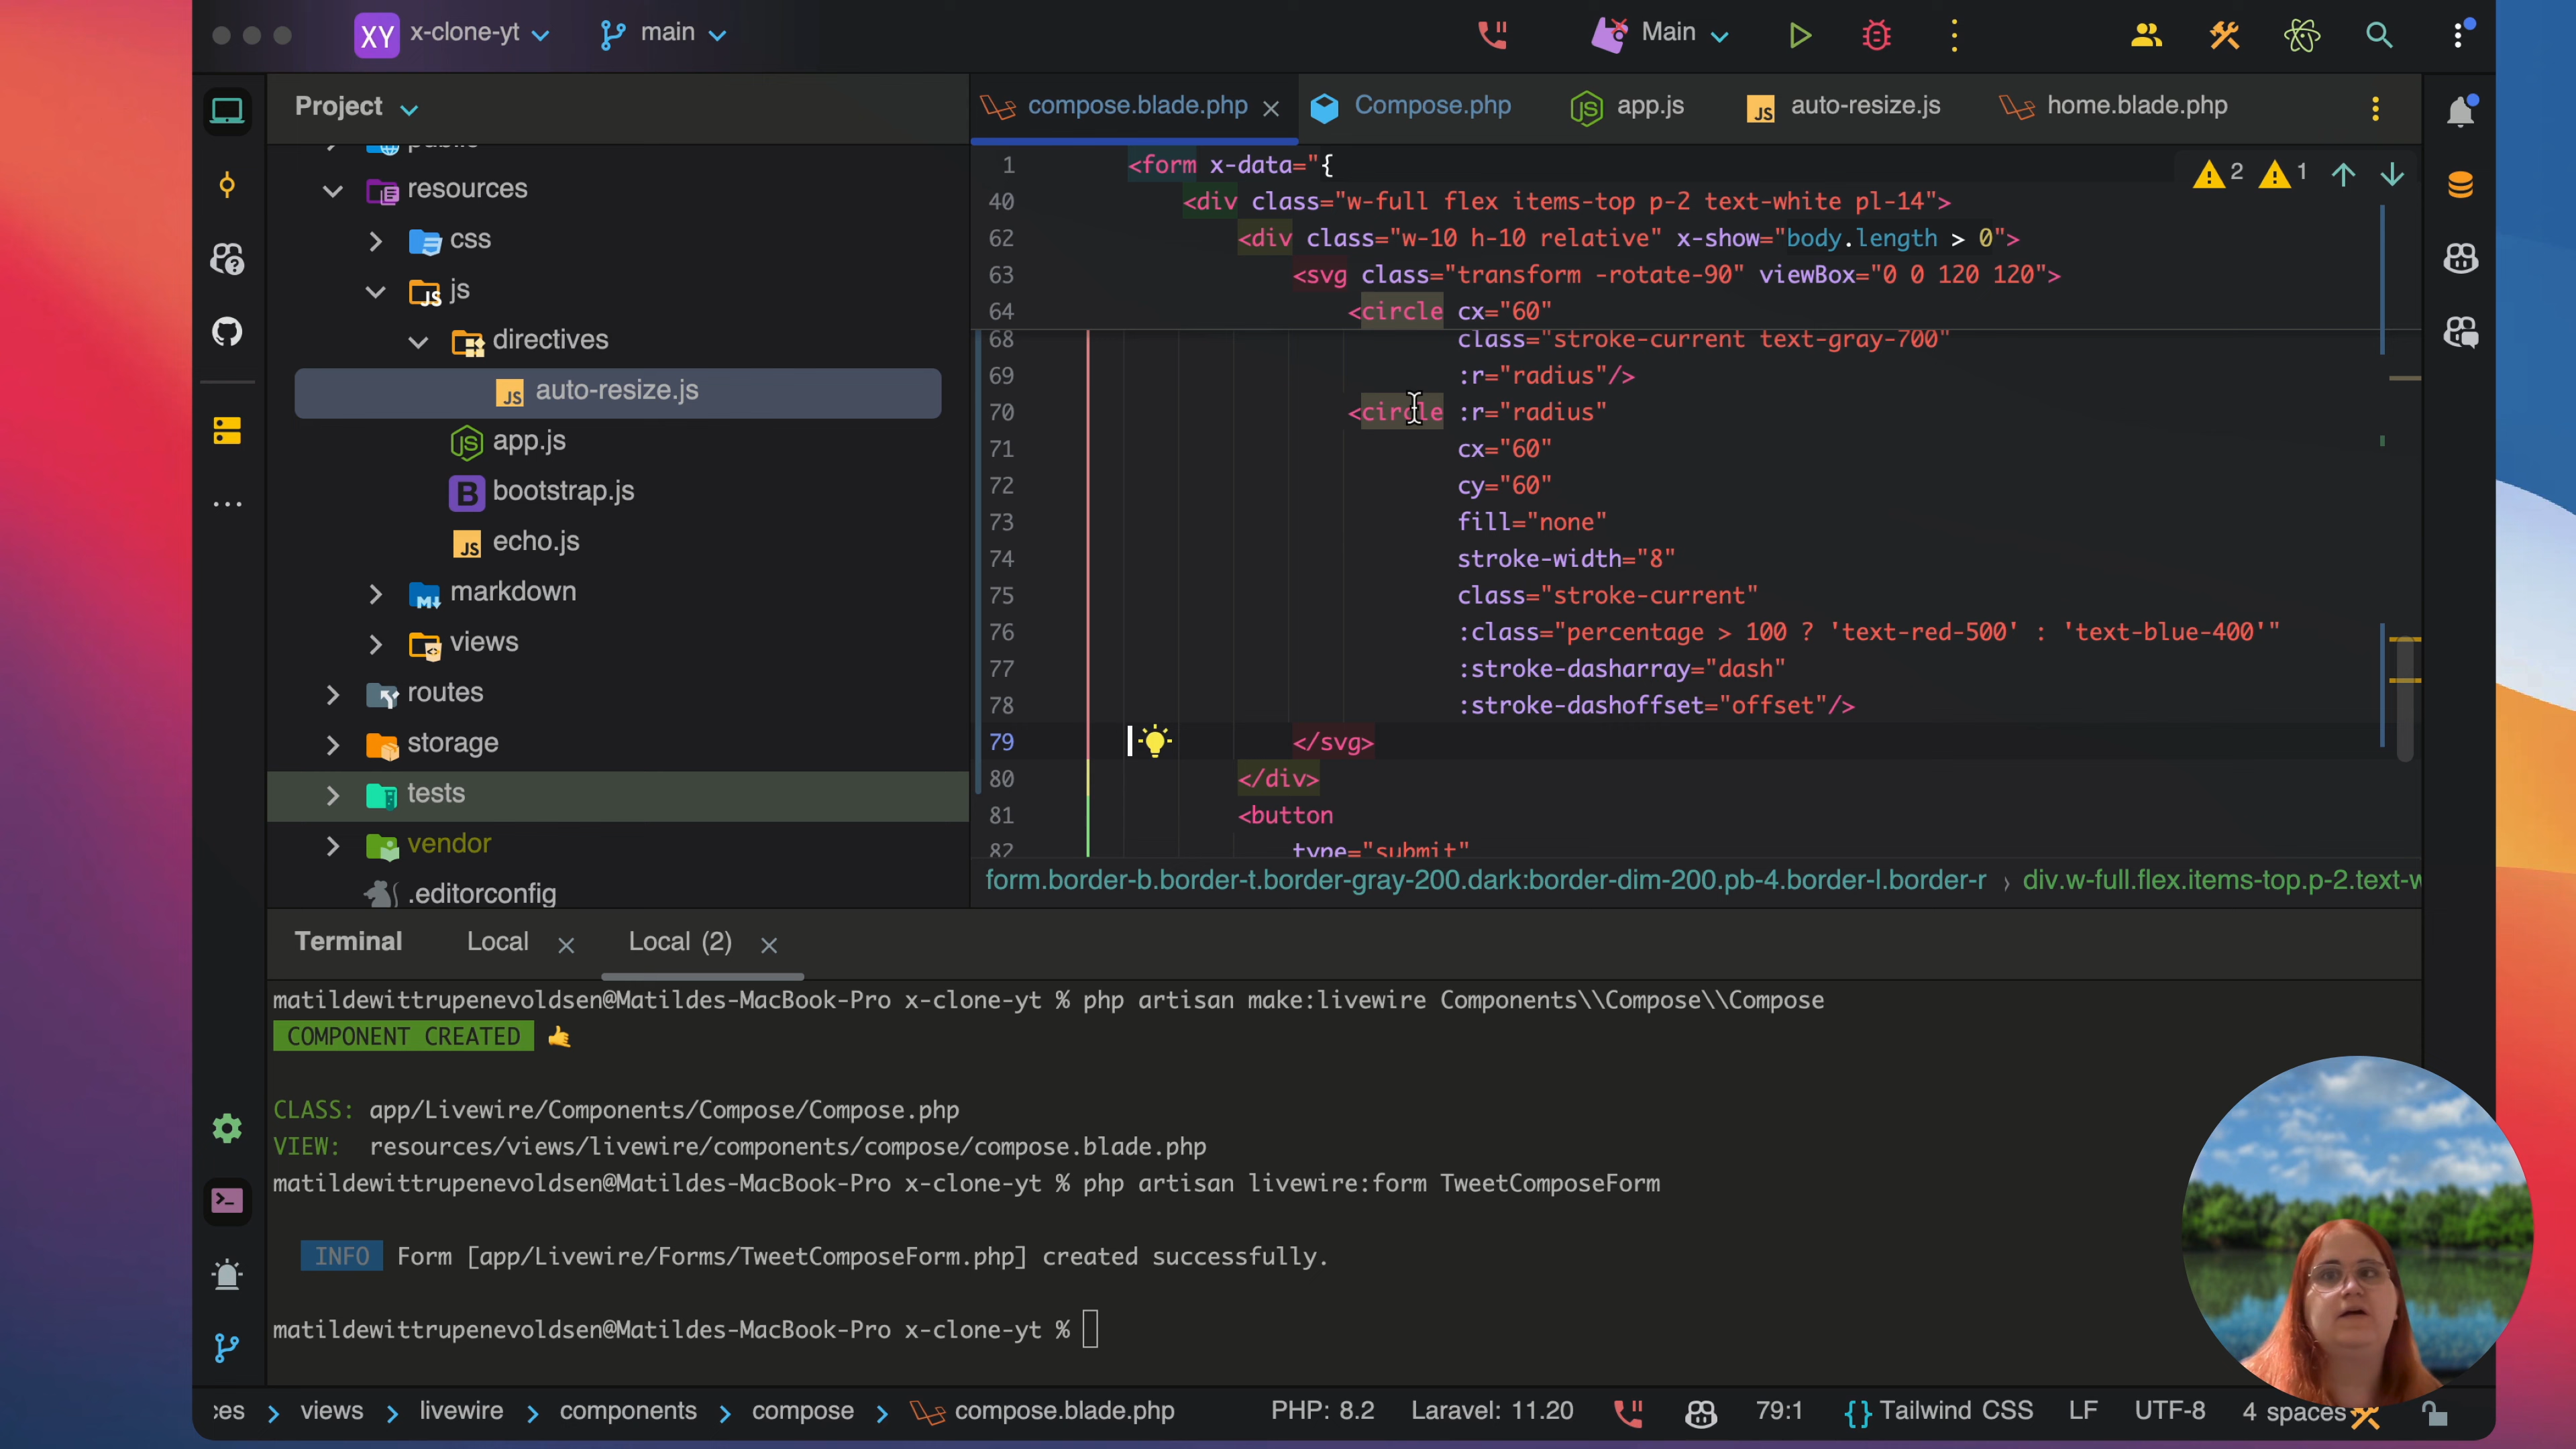 XY x-clone-yt main Main
Project
public
resources
css
js
directives
auto-resize.js
app.js
bootstrap.js
echo.js
markdown
views
routes
storage
tests
vendor
.editorconfig
compose.blade.php Compose.php app.js auto-resize.js home.blade.php
2 1
1 <form x-data="{
40 <div class="w-full flex items-top p-2 text-white pl-14">
62 <div class="w-10 h-10 relative" x-show="body.length > 0">
63 <svg class="transform -rotate-90" viewBox="0 0 120 120">
64 <circle cx="60"
68 class="stroke-current text-gray-700"
69 :r="radius"/>
70 <circle :r="radius"
71 cx="60"
72 cy="60"
73 fill="none"
74 stroke-width="8"
75 class="stroke-current"
76 :class="percentage > 100 ? 'text-red-500' : 'text-blue-400'"
77 :stroke-dasharray="dash"
78 :stroke-dashoffset="offset"/>
79 </svg>
80 </div>
81 <button
82 type="submit"
form.border-b.border-t.border-gray-200.dark:border-dim-200.pb-4.border-l.border-r › div.w-full.flex.items-top.p-2.text-w
Terminal Local Local (2)
matildewittrupenevoldsen@Matildes-MacBook-Pro x-clone-yt % php artisan make:livewire Components\\Compose\\Compose
COMPONENT CREATED 🤙
CLASS: app/Livewire/Components/Compose/Compose.php
VIEW: resources/views/livewire/components/compose/compose.blade.php
matildewittrupenevoldsen@Matildes-MacBook-Pro x-clone-yt % php artisan livewire:form TweetComposeForm
INFO Form [app/Livewire/Forms/TweetComposeForm.php] created successfully.
matildewittrupenevoldsen@Matildes-MacBook-Pro x-clone-yt %
ces › views › livewire › components › compose › compose.blade.php PHP: 8.2 Laravel: 11.20 79:1 {} Tailwind CSS LF UTF-8 4 spaces